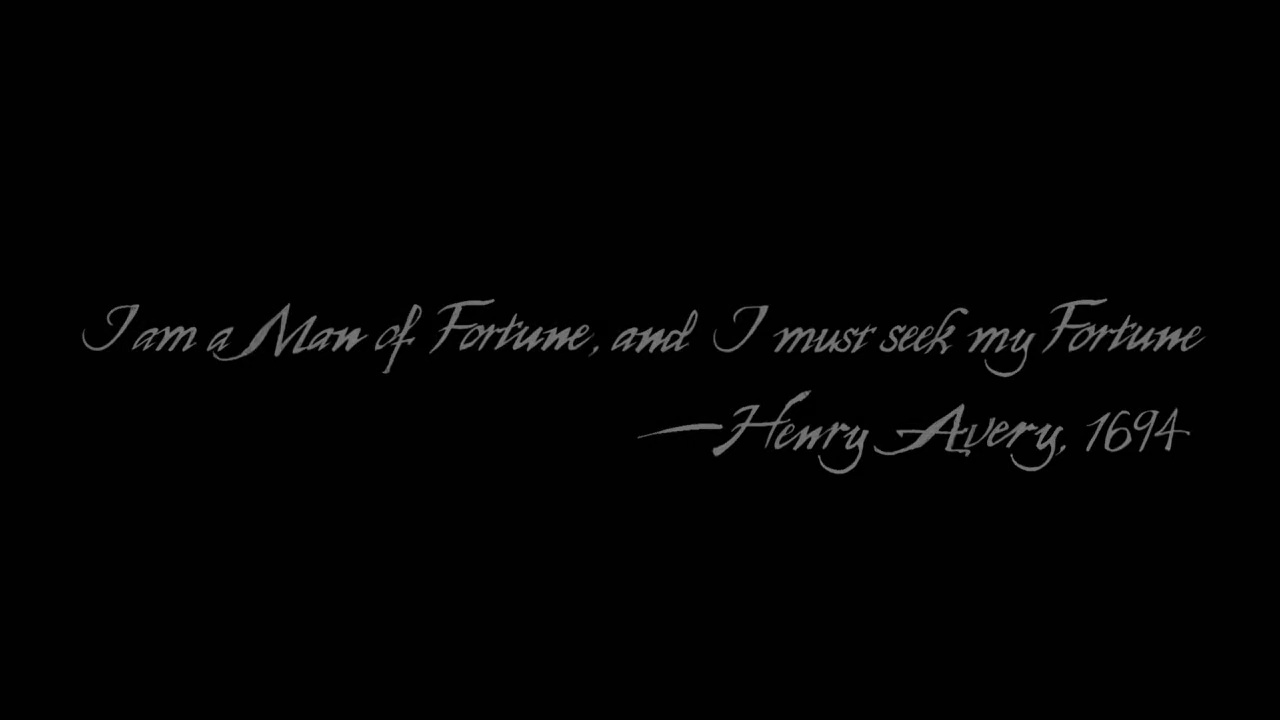 I am a Man of Fortune, and I must seek my Fortune
—Henry Avery, 1694